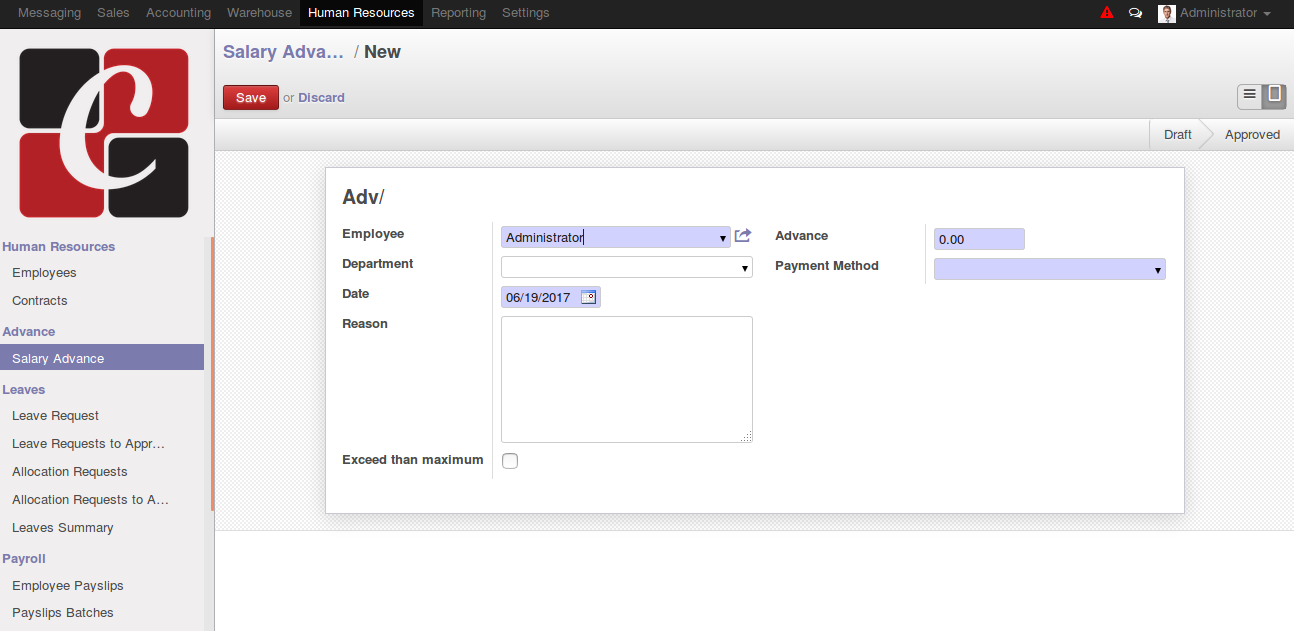 Messaging Sales Accounting Warehouse Human Resources Reporting Settings Administrator
Salary Adva... / New
Save or Discard
Draft Approved
C
Human Resources
Employees
Contracts
Advance
Salary Advance
Leaves
Leave Request
Leave Requests to Appr...
Allocation Requests
Allocation Requests to A...
Leaves Summary
Payroll
Employee Payslips
Payslips Batches
Adv/
Employee Administrator
Department
Date 06/19/2017
Reason
Exceed than maximum
Advance 0.00
Payment Method